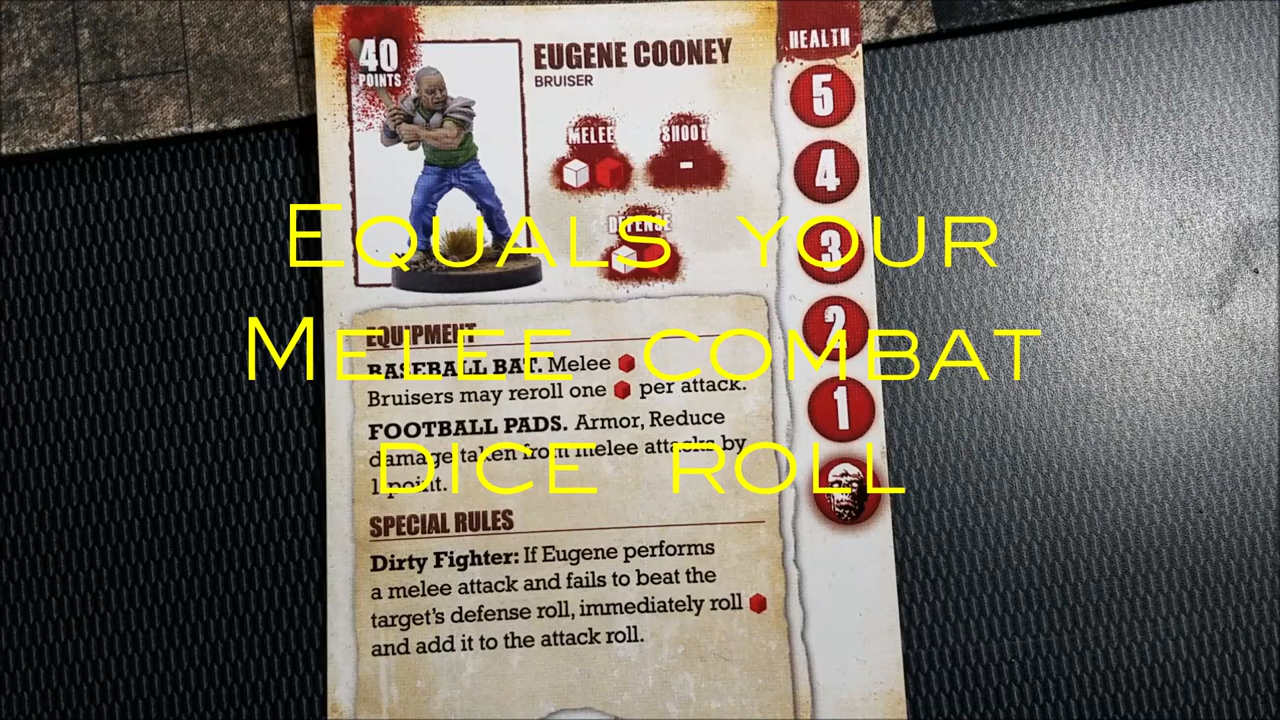 40
POINTS
EUGENE COONEY
BRUISER
HEALTH
5
4
3
2
1
MELEE
SHOOT
-
DEFENSE
EQUALS YOUR
MELEE COMBAT
DICE ROLL
EQUIPMENT
BASEBALL BAT. Melee
Bruisers may reroll one per attack.
FOOTBALL PADS. Armor, Reduce
damage taken from melee attacks by
1 point.
SPECIAL RULES
Dirty Fighter: If Eugene performs
a melee attack and fails to beat the
target's defense roll, immediately roll
and add it to the attack roll.